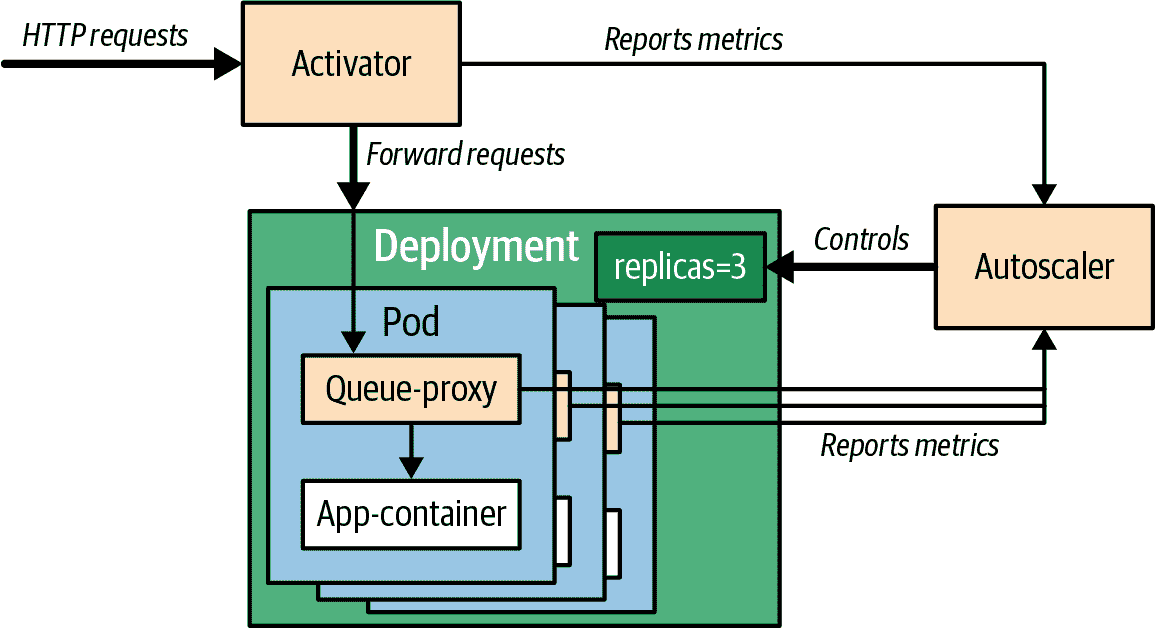 HTTP requests
Activator
Reports metrics
Forward requests
Deployment
replicas=3
Controls
Autoscaler
Pod
Queue-proxy
Reports metrics
App-container